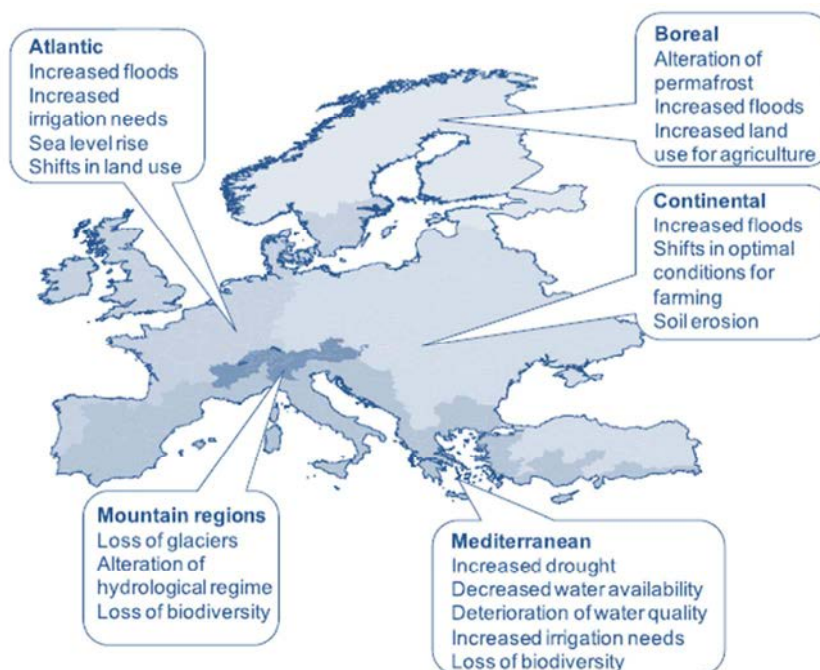 Atlantic
Increased floods
Increased
irrigation needs
Sea level rise
Shifts in land use
Boreal
Alteration of
permafrost
Increased floods
Increased land
use for agriculture
Continental
Increased floods
Shifts in optimal
conditions for
farming
Soil erosion
Mountain regions
Loss of glaciers
Alteration of
hydrological regime
Loss of biodiversity
Mediterranean
Increased drought
Decreased water availability
Deterioration of water quality
Increased irrigation needs
Loss of biodiversity